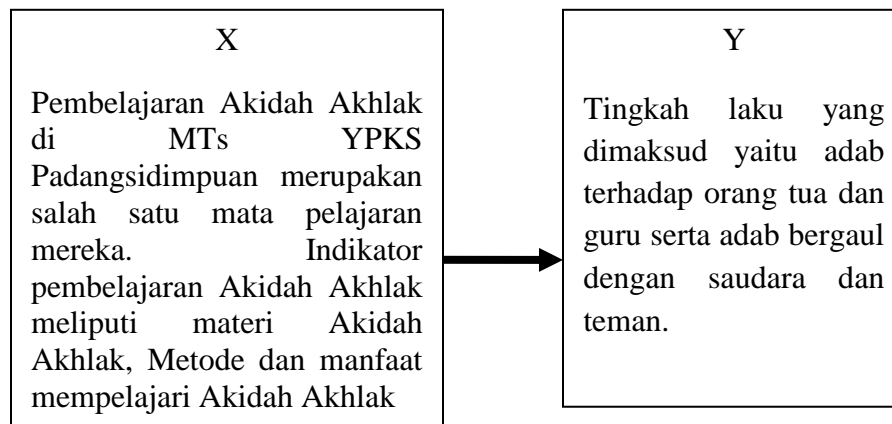 X
Pembelajaran Akidah Akhlak
di MTs YPKS
Padangsidimpuan merupakan
salah satu mata pelajaran
mereka. Indikator
pembelajaran Akidah Akhlak
meliputi materi Akidah
Akhlak, Metode dan manfaat
mempelajari Akidah Akhlak
Y
Tingkah laku yang
dimaksud yaitu adab
terhadap orang tua dan
guru serta adab bergaul
dengan saudara dan
teman.